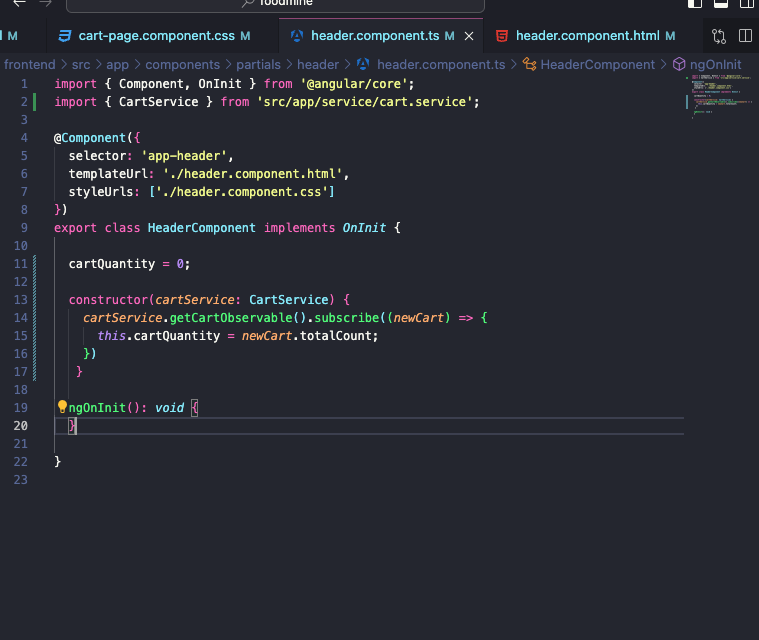 foodmine
M
cart-page.component.css M
header.component.ts M
header.component.html M
frontend > src > app > components > partials > header > header.component.ts > HeaderComponent > ngOnInit
1 import { Component, OnInit } from '@angular/core';
2 import { CartService } from 'src/app/service/cart.service';
3
4 @Component({
5 selector: 'app-header',
6 templateUrl: './header.component.html',
7 styleUrls: ['./header.component.css']
8 })
9 export class HeaderComponent implements OnInit {
10
11 cartQuantity = 0;
12
13 constructor(cartService: CartService) {
14 cartService.getCartObservable().subscribe((newCart) => {
15 this.cartQuantity = newCart.totalCount;
16 })
17 }
18
19 ngOnInit(): void {
20 }
21
22 }
23